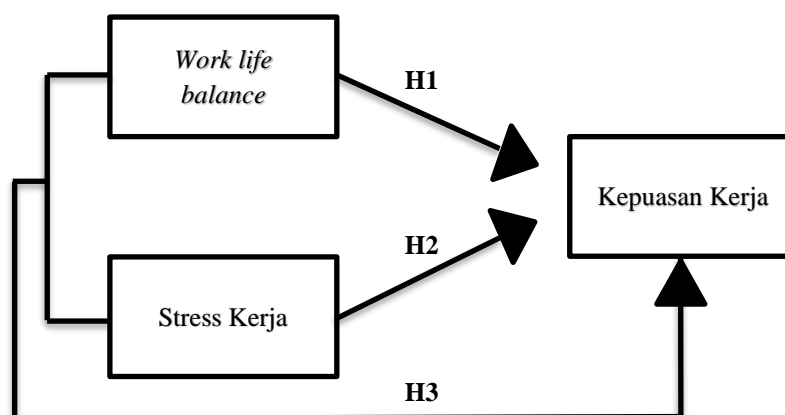 Work life
balance
H1
Kepuasan Kerja
H2
Stress Kerja
H3